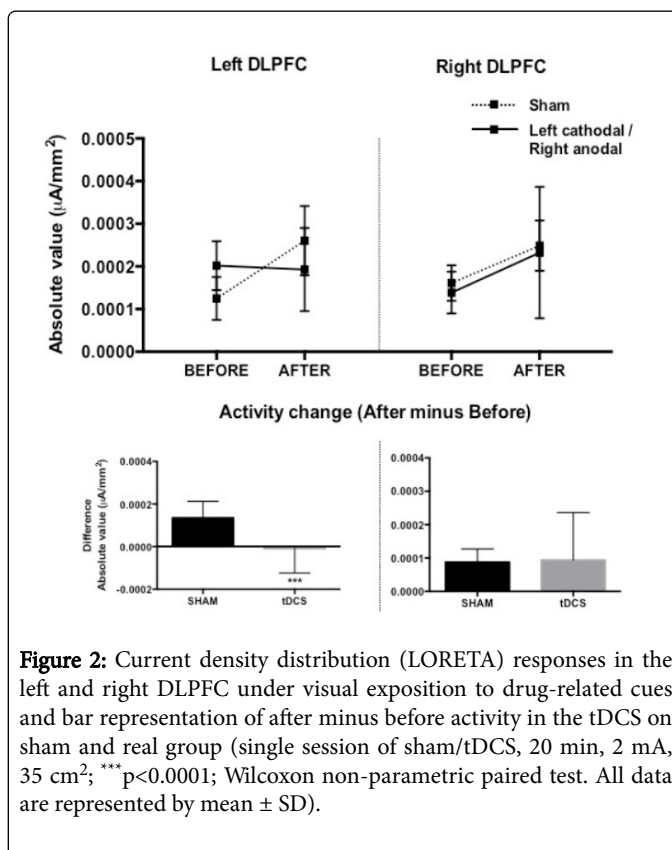 Left DLPFC
Right DLPFC
Sham
Left cathodal /
Right anodal
Absolute value (μA/mm²)
0.0005
0.0004
0.0003
0.0002
0.0001
0.0000
BEFORE AFTER
BEFORE AFTER
Activity change (After minus Before)
Difference
Absolute value (μA/mm²)
0.0004
0.0002
0.0000
-0.0002
***
SHAM tDCS
0.0004
0.0003
0.0002
0.0001
0.0000
SHAM tDCS
Figure 2: Current density distribution (LORETA) responses in the
left and right DLPFC under visual exposition to drug-related cues
and bar representation of after minus before activity in the tDCS on
sham and real group (single session of sham/tDCS, 20 min, 2 mA,
35 cm²; ***p<0.0001; Wilcoxon non-parametric paired test. All data
are represented by mean ± SD).